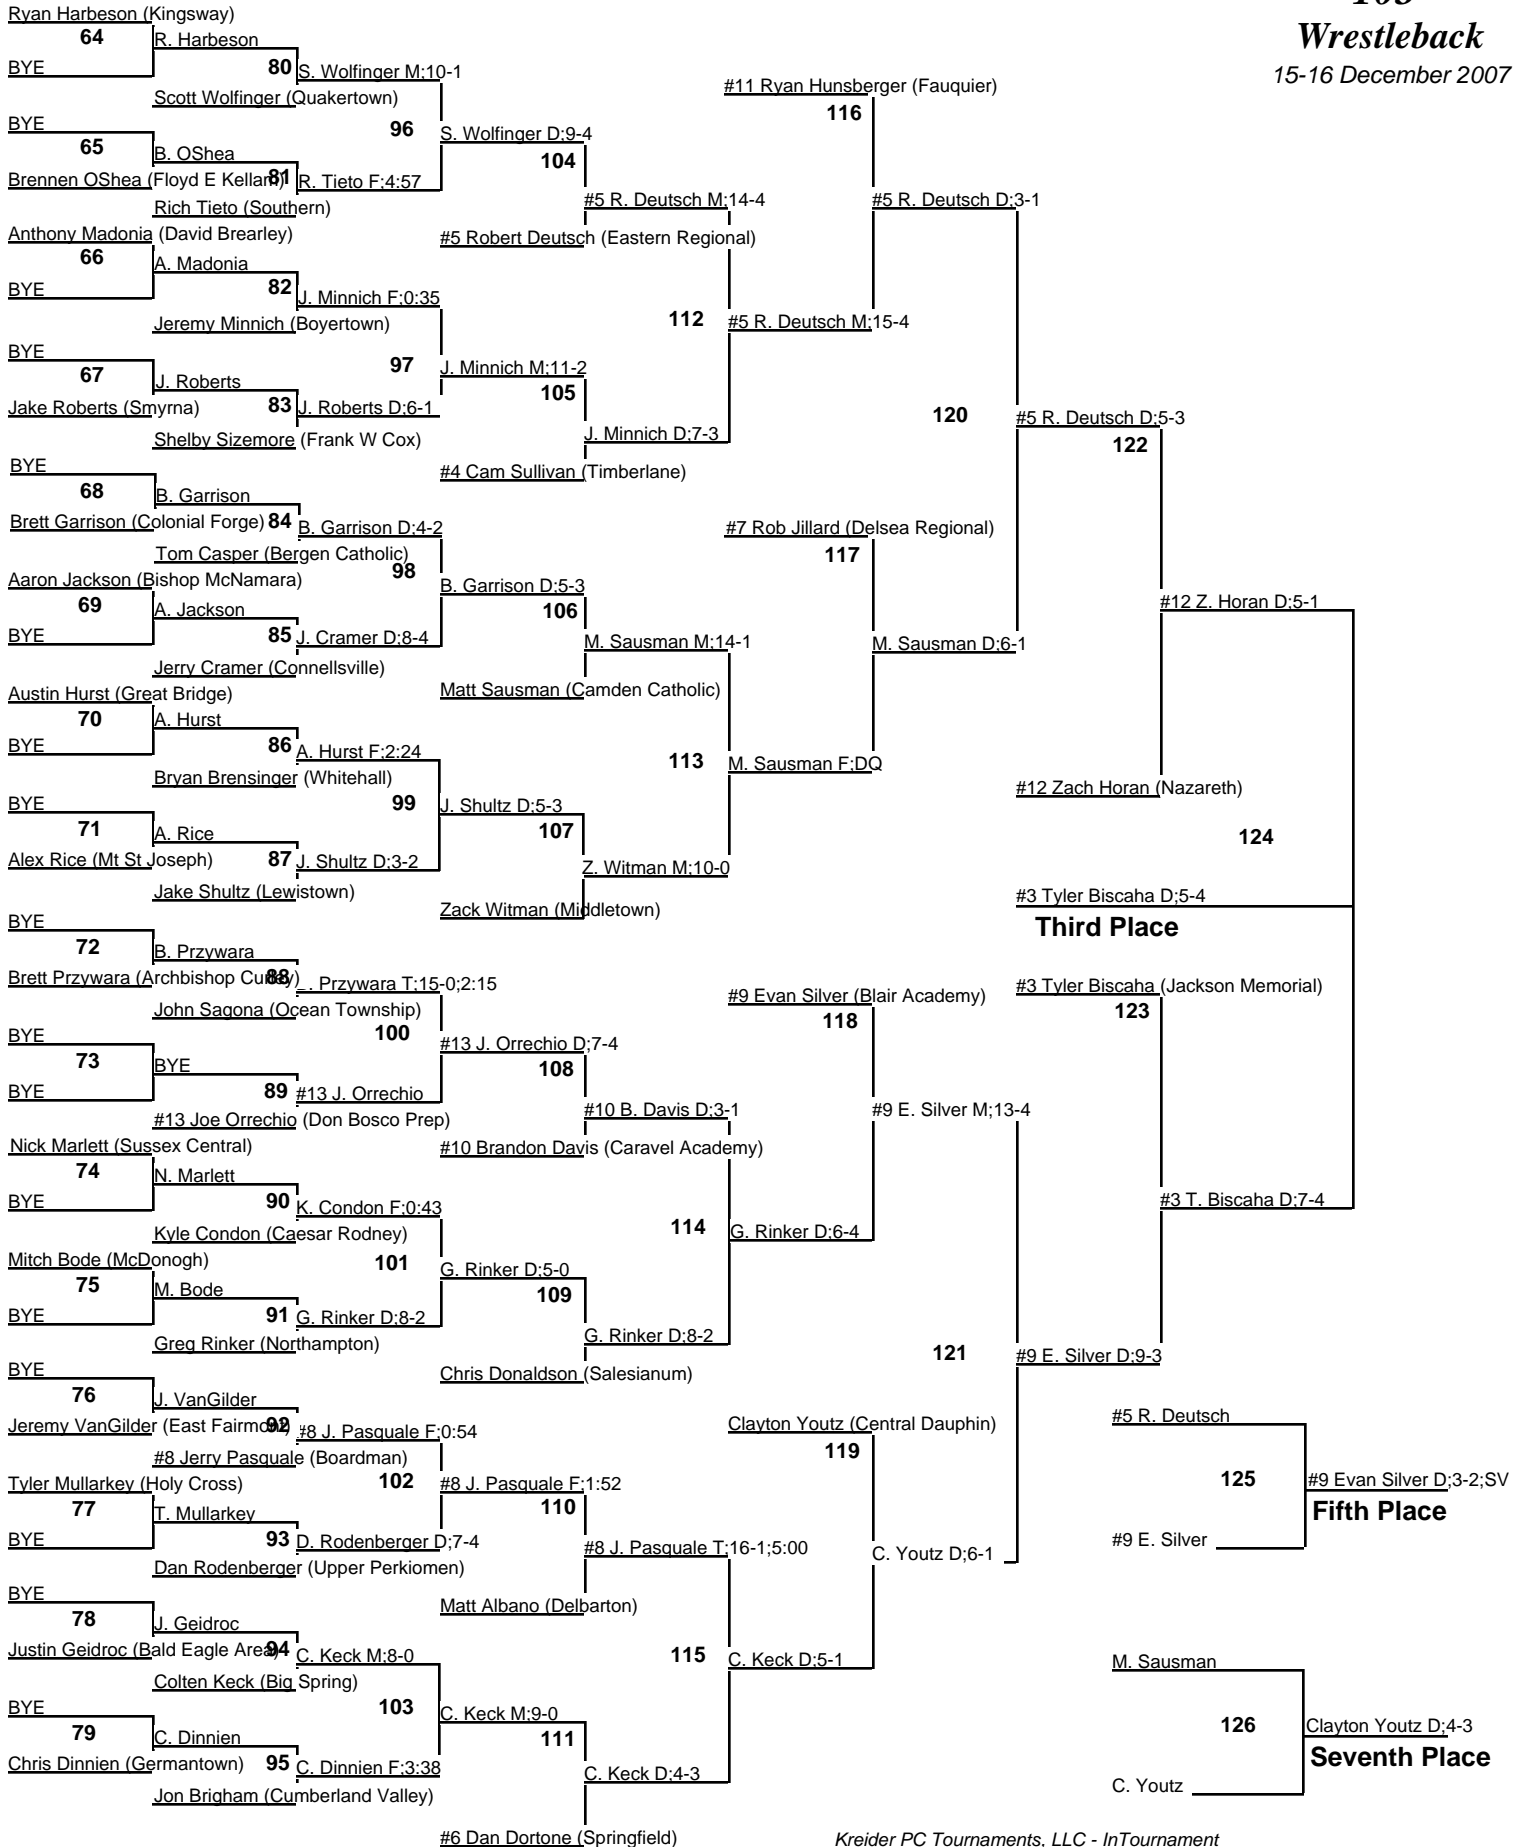 Wrestleback
15-16 December 2007
Ryan Harbeson (Kingsway)
64
R. Harbeson
BYE
80
S. Wolfinger M;10-1
Scott Wolfinger (Quakertown)
BYE
65
B. OShea
Brennen OShea (Floyd E Kellam)
81
R. Tieto F;4:57
Rich Tieto (Southern)
96
S. Wolfinger D;9-4
104
#5 R. Deutsch M;14-4
#5 Robert Deutsch (Eastern Regional)
Anthony Madonia (David Brearley)
66
A. Madonia
BYE
82
J. Minnich F;0:35
Jeremy Minnich (Boyertown)
BYE
67
J. Roberts
Jake Roberts (Smyrna)
83
J. Roberts D;6-1
Shelby Sizemore (Frank W Cox)
97
J. Minnich M;11-2
105
J. Minnich D;7-3
#4 Cam Sullivan (Timberlane)
112
#5 R. Deutsch M;15-4
#11 Ryan Hunsberger (Fauquier)
116
#5 R. Deutsch D;3-1
BYE
68
B. Garrison
Brett Garrison (Colonial Forge)
84
B. Garrison D;4-2
Tom Casper (Bergen Catholic)
Aaron Jackson (Bishop McNamara)
69
A. Jackson
BYE
85
J. Cramer D;8-4
Jerry Cramer (Connellsville)
98
B. Garrison D;5-3
106
M. Sausman M;14-1
Matt Sausman (Camden Catholic)
Austin Hurst (Great Bridge)
70
A. Hurst
BYE
86
A. Hurst F;2:24
Bryan Brensinger (Whitehall)
BYE
71
A. Rice
Alex Rice (Mt St Joseph)
87
J. Shultz D;3-2
Jake Shultz (Lewistown)
99
J. Shultz D;5-3
107
Z. Witman M;10-0
Zack Witman (Middletown)
113
M. Sausman F;DQ
#7 Rob Jillard (Delsea Regional)
117
M. Sausman D;6-1
120
#5 R. Deutsch D;5-3
122
#12 Z. Horan D;5-1
#12 Zach Horan (Nazareth)
124
#3 Tyler Biscaha D;5-4
Third Place
BYE
72
B. Przywara
Brett Przywara (Archbishop Curley)
88
. Przywara T;15-0;2:15
John Sagona (Ocean Township)
BYE
73
BYE
BYE
89
#13 J. Orrechio
#13 Joe Orrechio (Don Bosco Prep)
100
#13 J. Orrechio D;7-4
108
#10 B. Davis D;3-1
#10 Brandon Davis (Caravel Academy)
Nick Marlett (Sussex Central)
74
N. Marlett
BYE
90
K. Condon F;0:43
Kyle Condon (Caesar Rodney)
Mitch Bode (McDonogh)
75
M. Bode
BYE
91
G. Rinker D;8-2
Greg Rinker (Northampton)
101
G. Rinker D;5-0
109
G. Rinker D;8-2
Chris Donaldson (Salesianum)
114
G. Rinker D;6-4
#9 Evan Silver (Blair Academy)
118
#9 E. Silver M;13-4
#3 Tyler Biscaha (Jackson Memorial)
123
#3 T. Biscaha D;7-4
BYE
76
J. VanGilder
Jeremy VanGilder (East Fairmont)
92
#8 J. Pasquale F;0:54
#8 Jerry Pasquale (Boardman)
Tyler Mullarkey (Holy Cross)
77
T. Mullarkey
BYE
93
D. Rodenberger D;7-4
Dan Rodenberger (Upper Perkiomen)
102
#8 J. Pasquale F;1:52
110
#8 J. Pasquale T;16-1;5:00
Matt Albano (Delbarton)
BYE
78
J. Geidroc
Justin Geidroc (Bald Eagle Area)
94
C. Keck M;8-0
Colten Keck (Big Spring)
BYE
79
C. Dinnien
Chris Dinnien (Germantown)
95
C. Dinnien F;3:38
Jon Brigham (Cumberland Valley)
103
C. Keck M;9-0
111
C. Keck D;4-3
#6 Dan Dortone (Springfield)
115
C. Keck D;5-1
Clayton Youtz (Central Dauphin)
119
C. Youtz D;6-1
121
#9 E. Silver D;9-3
#5 R. Deutsch
125
#9 Evan Silver D;3-2;SV
Fifth Place
#9 E. Silver
M. Sausman
126
Clayton Youtz D;4-3
Seventh Place
C. Youtz
Kreider PC Tournaments, LLC - InTournament